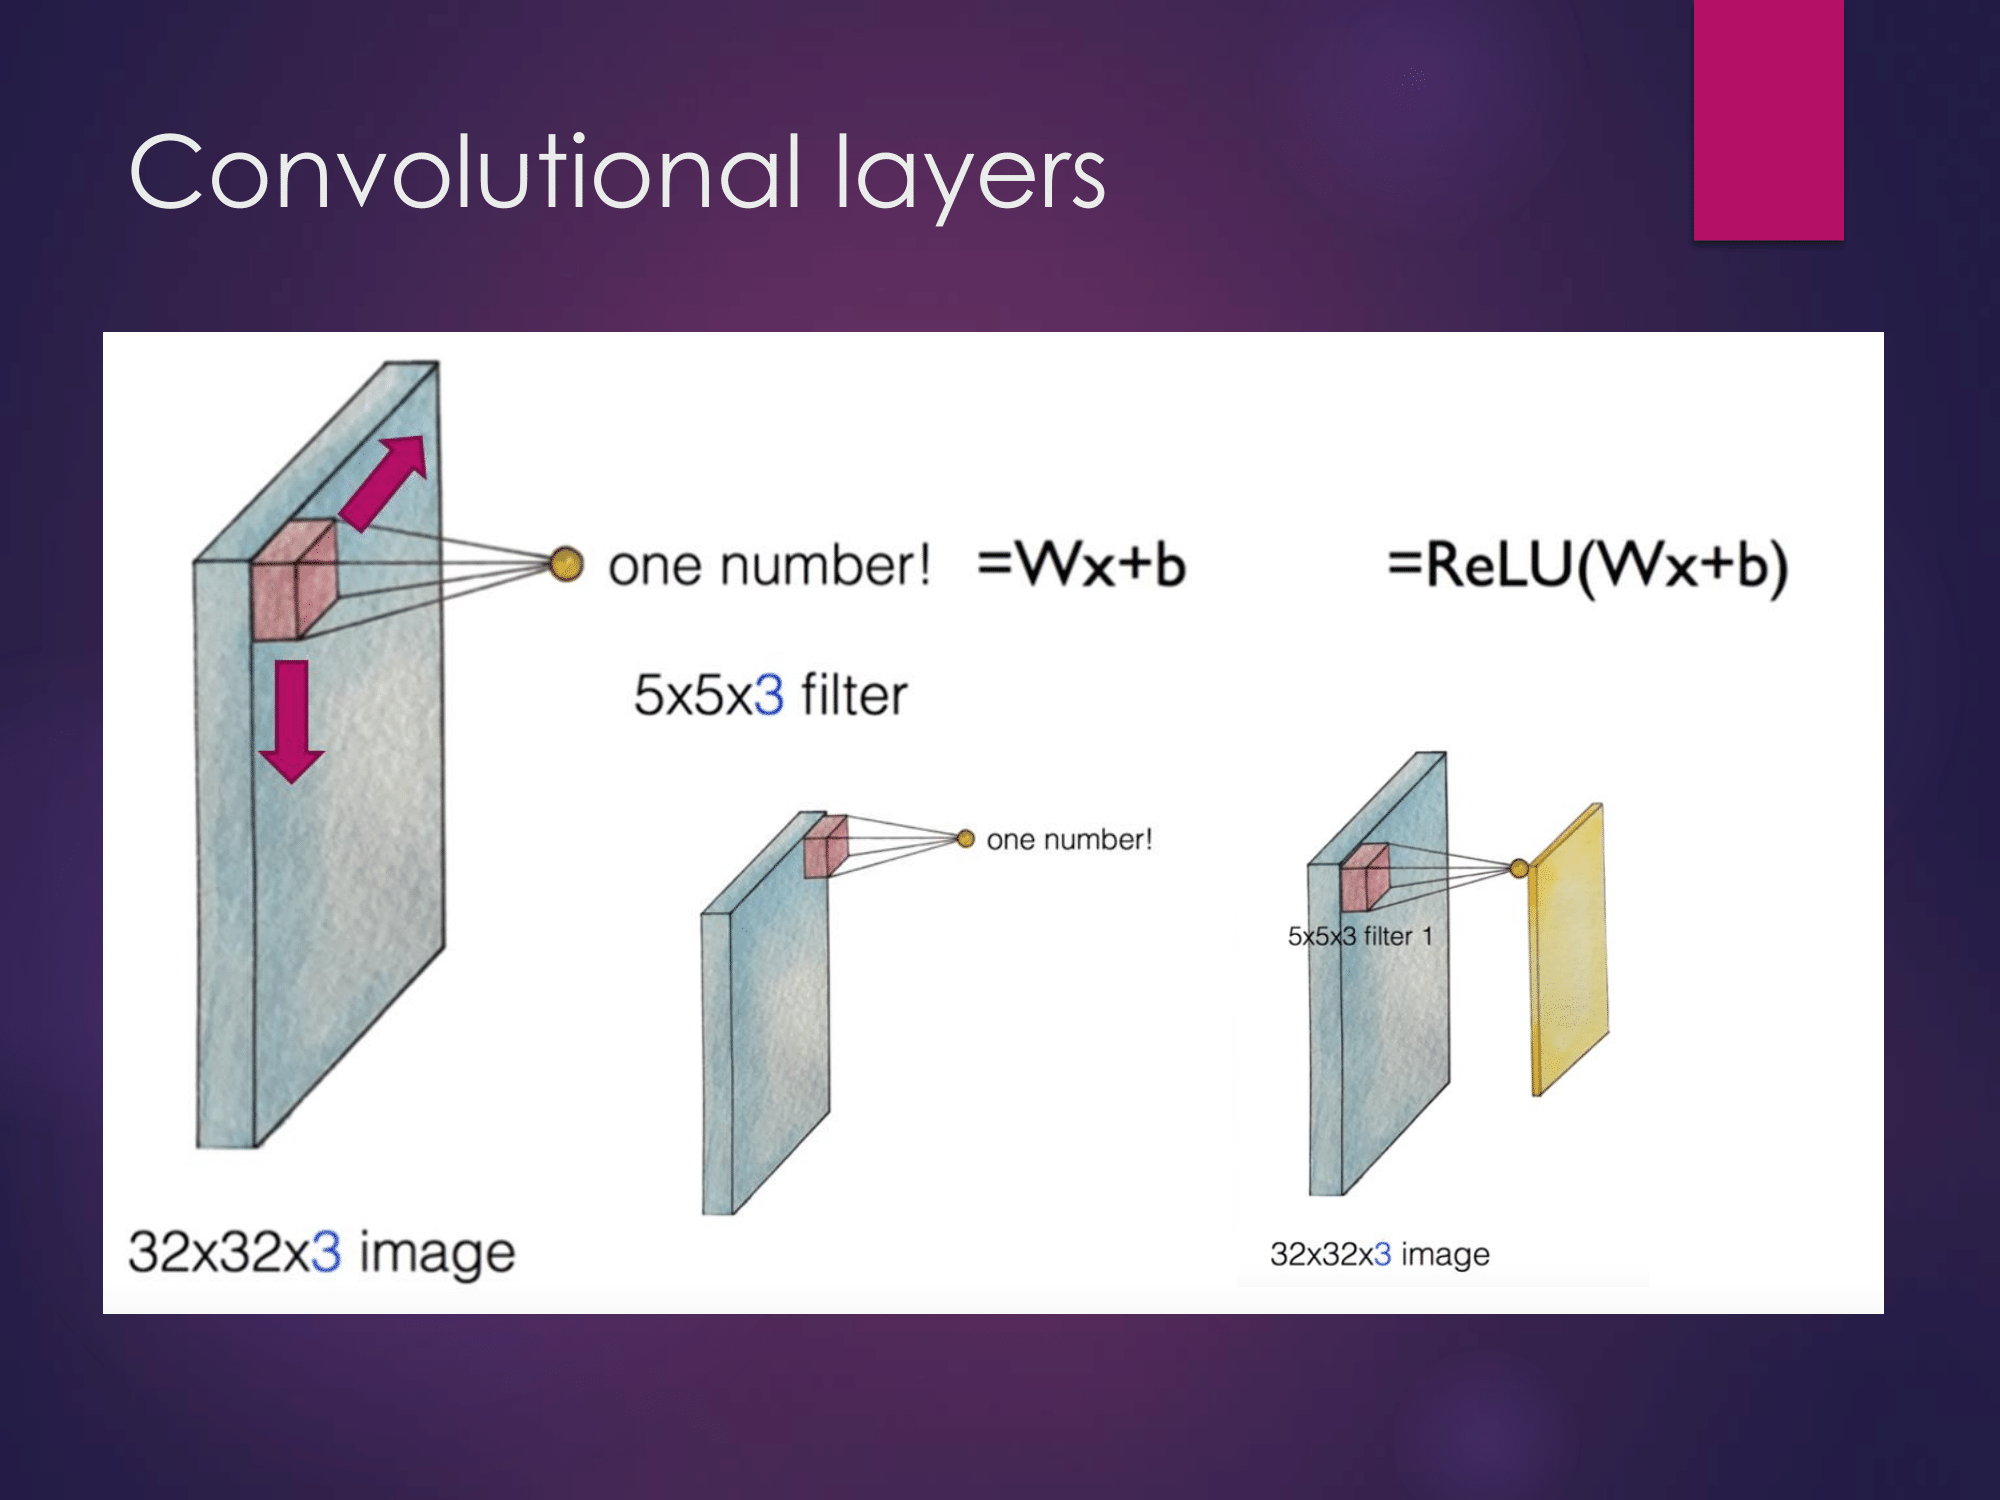 Convolutional layers
one number! =Wx+b =ReLU(Wx+b)
5x5x3 filter
one number!
5x5x3 filter 1
32x32x3 image
32x32x3 image